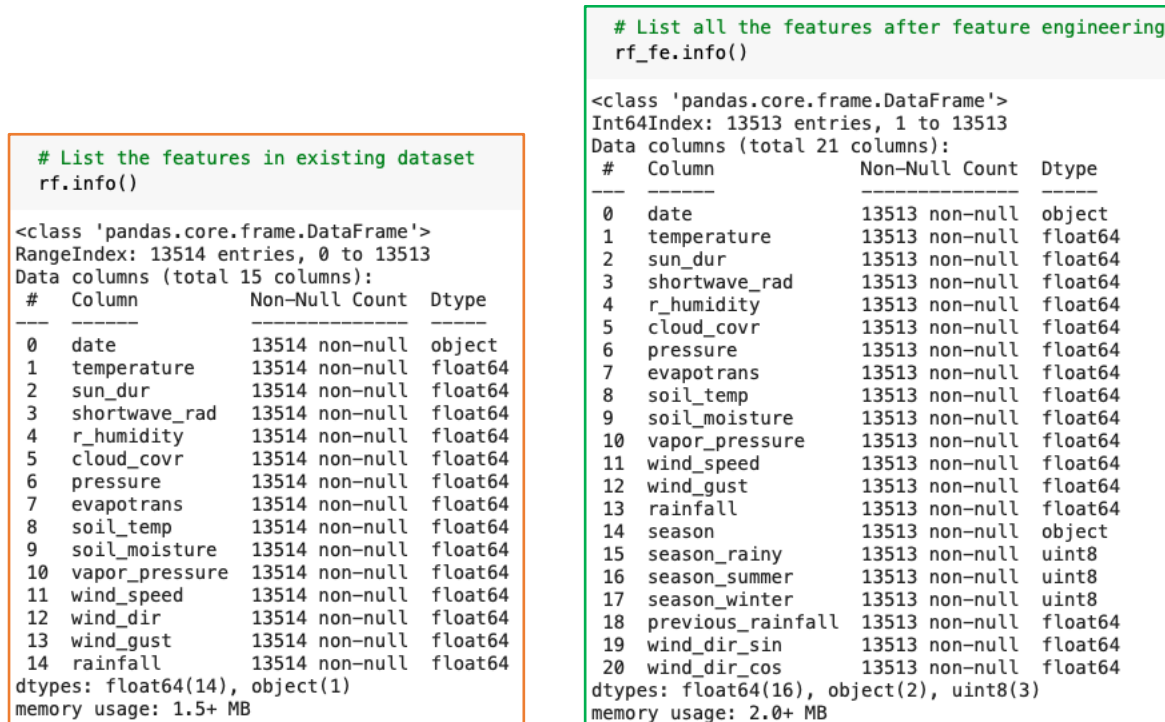 # List the features in existing dataset
rf.info()
<class 'pandas.core.frame.DataFrame'>
RangeIndex: 13514 entries, 0 to 13513
Data columns (total 15 columns):
 #   Column          Non-Null Count  Dtype
---  ------          --------------  -----
 0   date            13514 non-null  object
 1   temperature     13514 non-null  float64
 2   sun_dur         13514 non-null  float64
 3   shortwave_rad   13514 non-null  float64
 4   r_humidity      13514 non-null  float64
 5   cloud_covr      13514 non-null  float64
 6   pressure        13514 non-null  float64
 7   evapotrans      13514 non-null  float64
 8   soil_temp       13514 non-null  float64
 9   soil_moisture   13514 non-null  float64
 10  vapor_pressure  13514 non-null  float64
 11  wind_speed      13514 non-null  float64
 12  wind_dir        13514 non-null  float64
 13  wind_gust       13514 non-null  float64
 14  rainfall        13514 non-null  float64
dtypes: float64(14), object(1)
memory usage: 1.5+ MB
# List all the features after feature engineering
rf_fe.info()
<class 'pandas.core.frame.DataFrame'>
Int64Index: 13513 entries, 1 to 13513
Data columns (total 21 columns):
 #   Column             Non-Null Count  Dtype
---  ------             --------------  -----
 0   date               13513 non-null  object
 1   temperature        13513 non-null  float64
 2   sun_dur            13513 non-null  float64
 3   shortwave_rad      13513 non-null  float64
 4   r_humidity         13513 non-null  float64
 5   cloud_covr         13513 non-null  float64
 6   pressure           13513 non-null  float64
 7   evapotrans         13513 non-null  float64
 8   soil_temp          13513 non-null  float64
 9   soil_moisture      13513 non-null  float64
 10  vapor_pressure     13513 non-null  float64
 11  wind_speed         13513 non-null  float64
 12  wind_gust          13513 non-null  float64
 13  rainfall           13513 non-null  float64
 14  season             13513 non-null  object
 15  season_rainy       13513 non-null  uint8
 16  season_summer      13513 non-null  uint8
 17  season_winter      13513 non-null  uint8
 18  previous_rainfall  13513 non-null  float64
 19  wind_dir_sin       13513 non-null  float64
 20  wind_dir_cos       13513 non-null  float64
dtypes: float64(16), object(2), uint8(3)
memory usage: 2.0+ MB